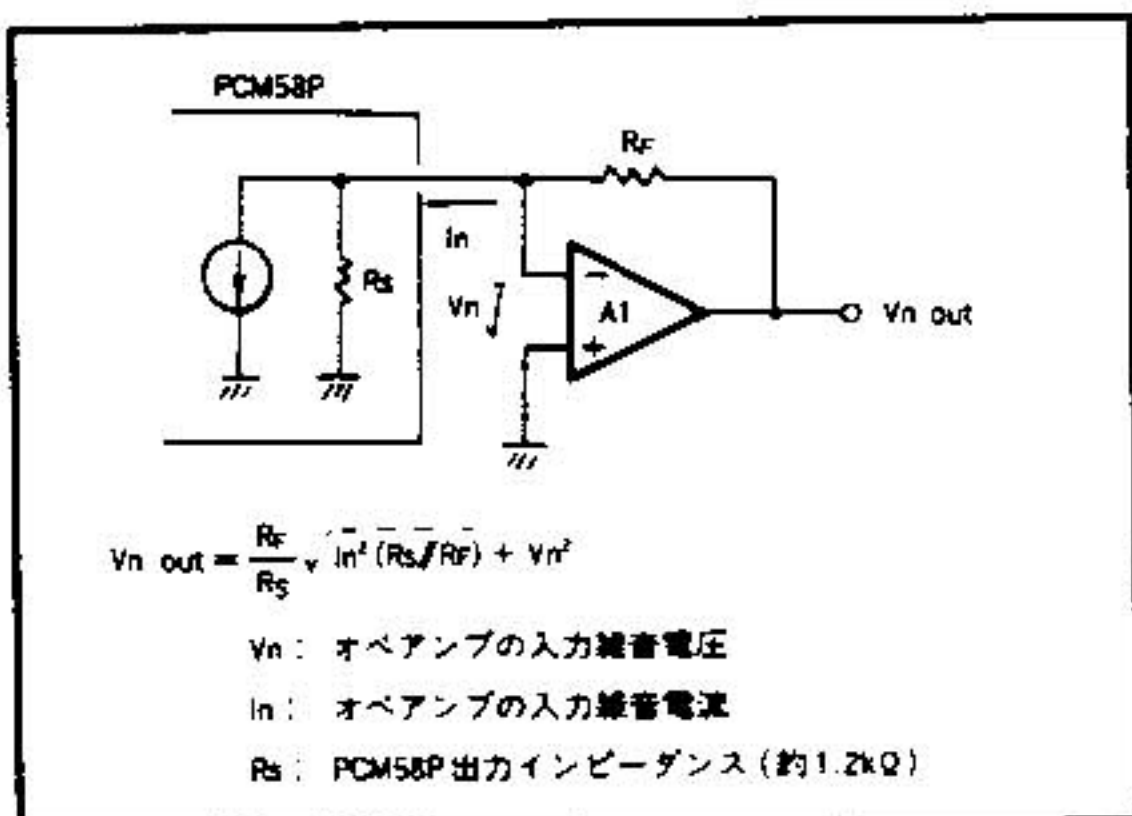 PCM58P
RF
In
Rs
Vn
−
A1
+
Vn out
Vn out = RF/RS √In²(Rs//RF) + Vn²
Vn: オペアンプの入力雑音電圧
In: オペアンプの入力雑音電流
Rs: PCM58P出力インピーダンス(約1.2kΩ)